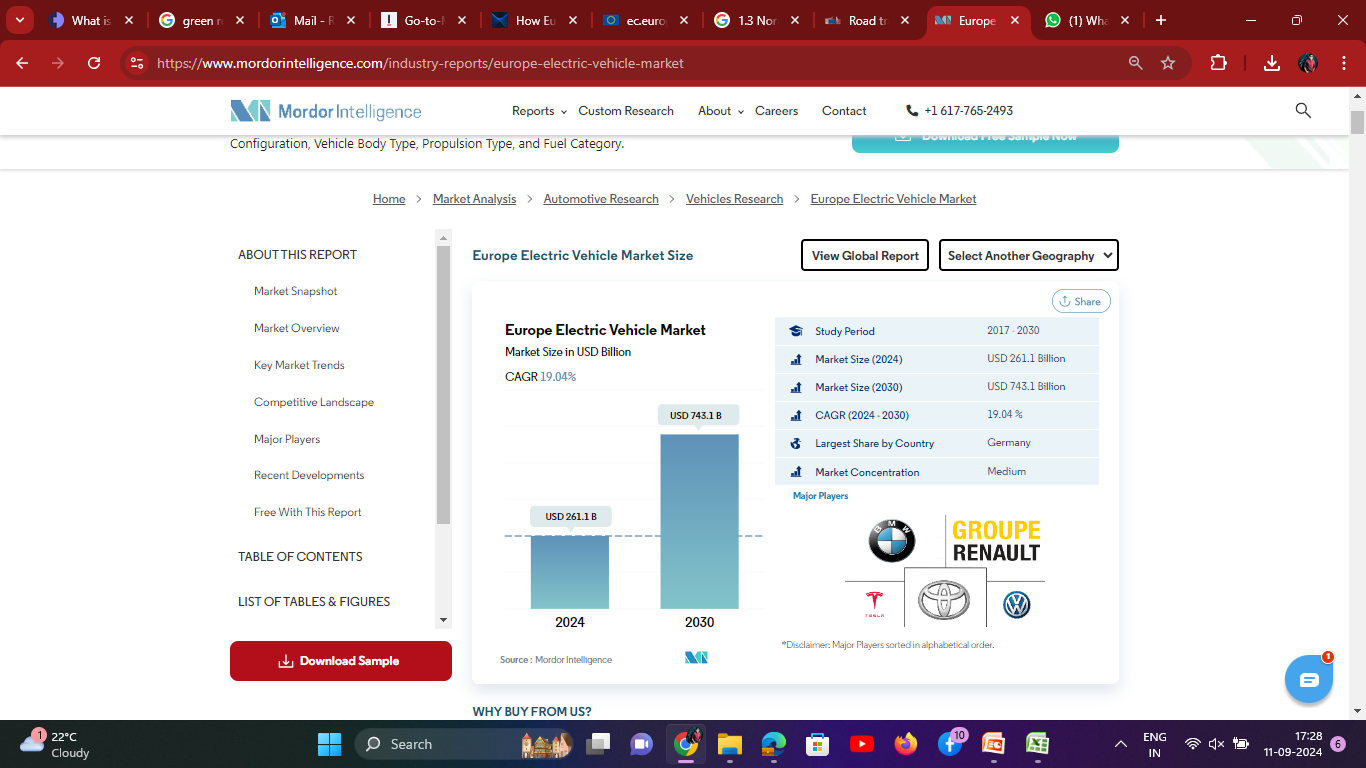 What is
green r
Mail - R
Go-to-M
How Eu
ec.euro
1.3 Nor
Road tr
Europe
(1) Wha
https://www.mordorintelligence.com/industry-reports/europe-electric-vehicle-market
Mordor Intelligence
Reports
Custom Research
About
Careers
Contact
+1 617-765-2493
Configuration, Vehicle Body Type, Propulsion Type, and Fuel Category.
Download Free Sample Now
Home > Market Analysis > Automotive Research > Vehicles Research > Europe Electric Vehicle Market
ABOUT THIS REPORT
Market Snapshot
Market Overview
Key Market Trends
Competitive Landscape
Major Players
Recent Developments
Free With This Report
TABLE OF CONTENTS
LIST OF TABLES & FIGURES
Download Sample
Europe Electric Vehicle Market Size
View Global Report
Select Another Geography
Share
Europe Electric Vehicle Market
Market Size in USD Billion
CAGR 19.04%
USD 743.1 B
USD 261.1 B
2024
2030
Source : Mordor Intelligence
Study Period 2017 - 2030
Market Size (2024) USD 261.1 Billion
Market Size (2030) USD 743.1 Billion
CAGR (2024 - 2030) 19.04 %
Largest Share by Country Germany
Market Concentration Medium
Major Players
BMW
GROUPE
RENAULT
TESLA
*Disclaimer: Major Players sorted in alphabetical order.
1
WHY BUY FROM US?
1
22°C
Cloudy
Search
10
ENG
IN
17:28
11-09-2024
6